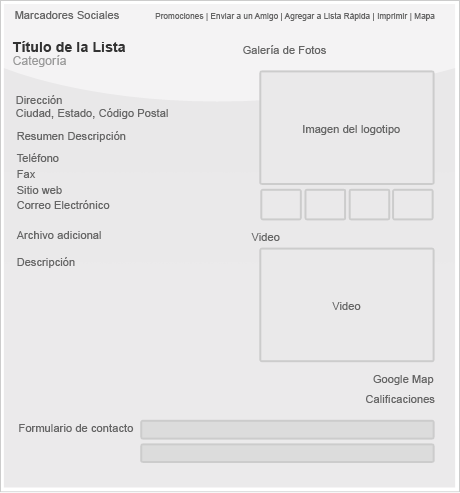 Marcadores Sociales
Promociones | Enviar a un Amigo | Agregar a Lista Rápida | Imprimir | Mapa
Título de la Lista
Categoría
Galería de Fotos
Dirección
Ciudad, Estado, Código Postal
Resumen Descripción
Teléfono
Fax
Sitio web
Correo Electrónico
Imagen del logotipo
Archivo adicional
Descripción
Video
Video
Google Map
Calificaciones
Formulario de contacto